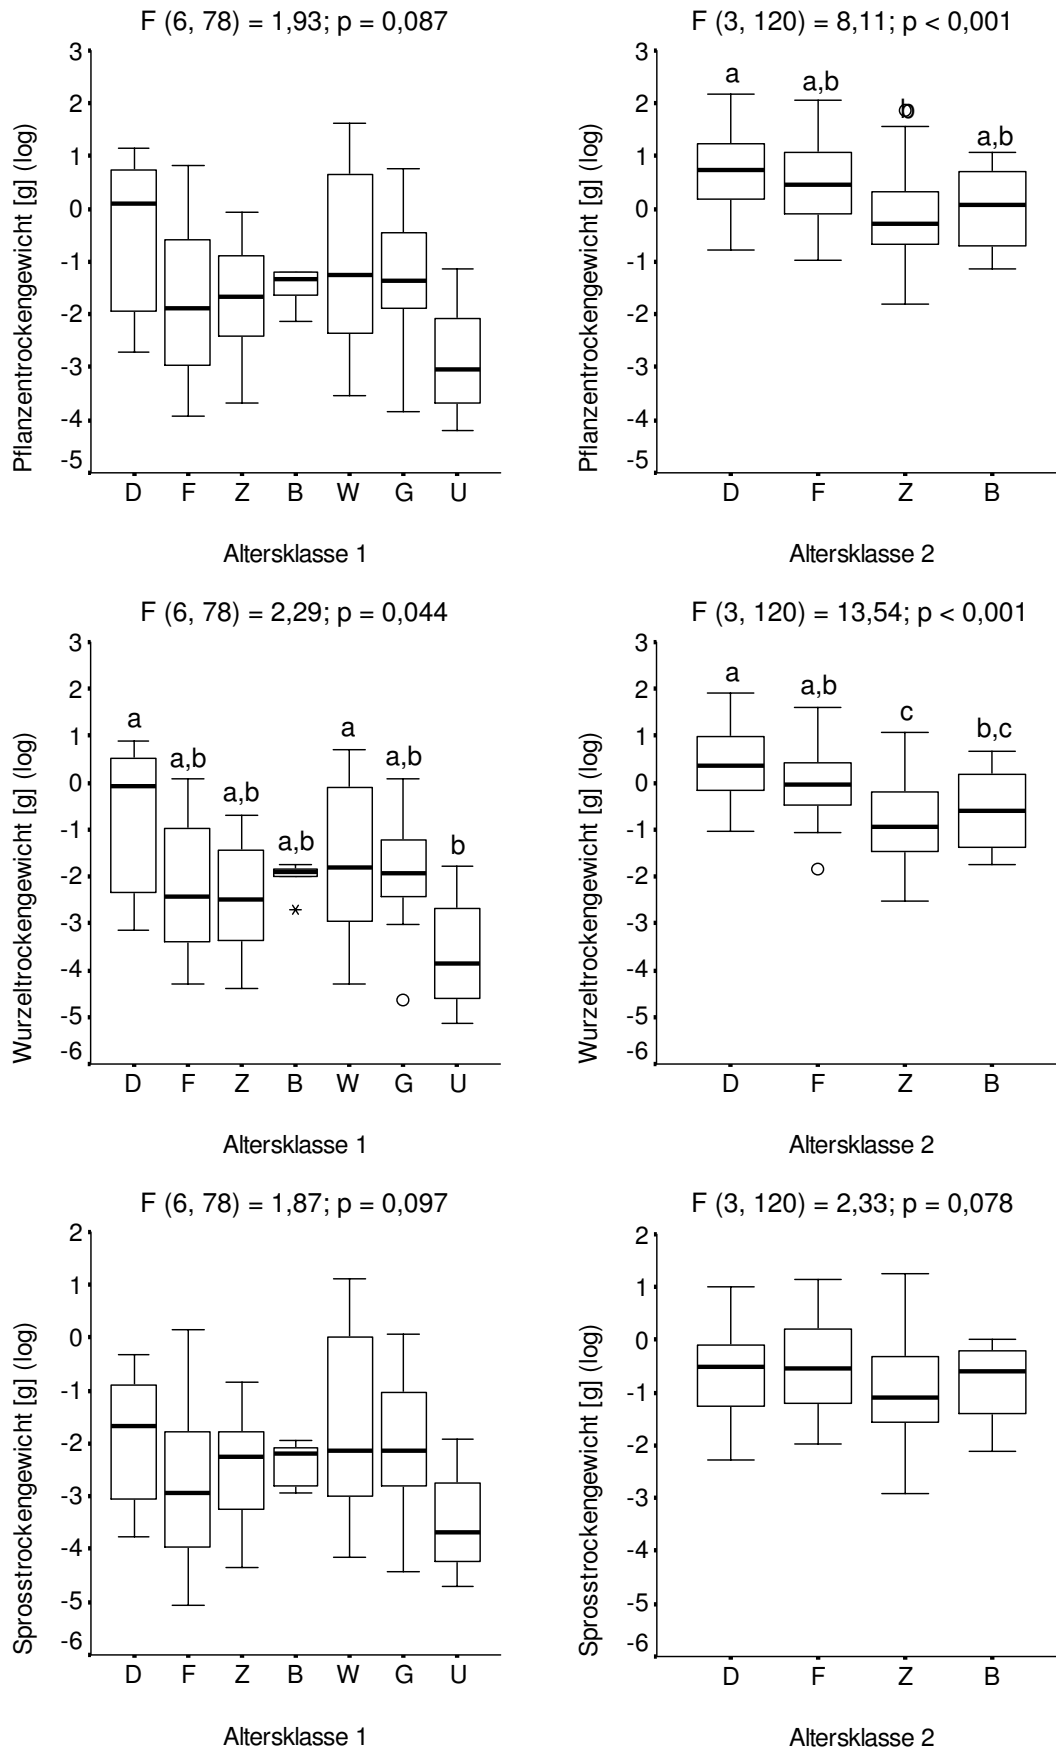 F (6, 78) = 1,93; p = 0,087
Pflanzentrockengewicht [g] (log)
3
2
1
0
-1
-2
-3
-4
-5
D F Z B W G U
Altersklasse 1
F (3, 120) = 8,11; p < 0,001
Pflanzentrockengewicht [g] (log)
3
2
1
0
-1
-2
-3
-4
-5
a a,b b a,b
D F Z B
Altersklasse 2
F (6, 78) = 2,29; p = 0,044
Wurzeltrockengewicht [g] (log)
3
2
1
0
-1
-2
-3
-4
-5
-6
a a,b a,b a,b a a,b b
D F Z B W G U
Altersklasse 1
F (3, 120) = 13,54; p < 0,001
Wurzeltrockengewicht [g] (log)
3
2
1
0
-1
-2
-3
-4
-5
-6
a a,b c b,c
D F Z B
Altersklasse 2
F (6, 78) = 1,87; p = 0,097
Sprosstrockengewicht [g] (log)
2
1
0
-1
-2
-3
-4
-5
-6
D F Z B W G U
Altersklasse 1
F (3, 120) = 2,33; p = 0,078
Sprosstrockengewicht [g] (log)
2
1
0
-1
-2
-3
-4
-5
-6
D F Z B
Altersklasse 2